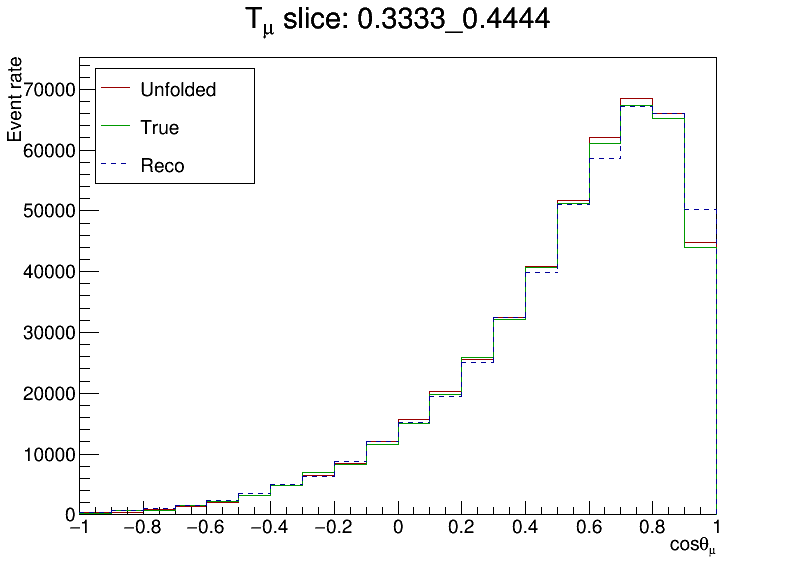 Tμ slice: 0.3333_0.4444
Event rate
70000
60000
50000
40000
30000
20000
10000
0
Unfolded
True
Reco
−1 −0.8 −0.6 −0.4 −0.2 0 0.2 0.4 0.6 0.8 1
cosθμ